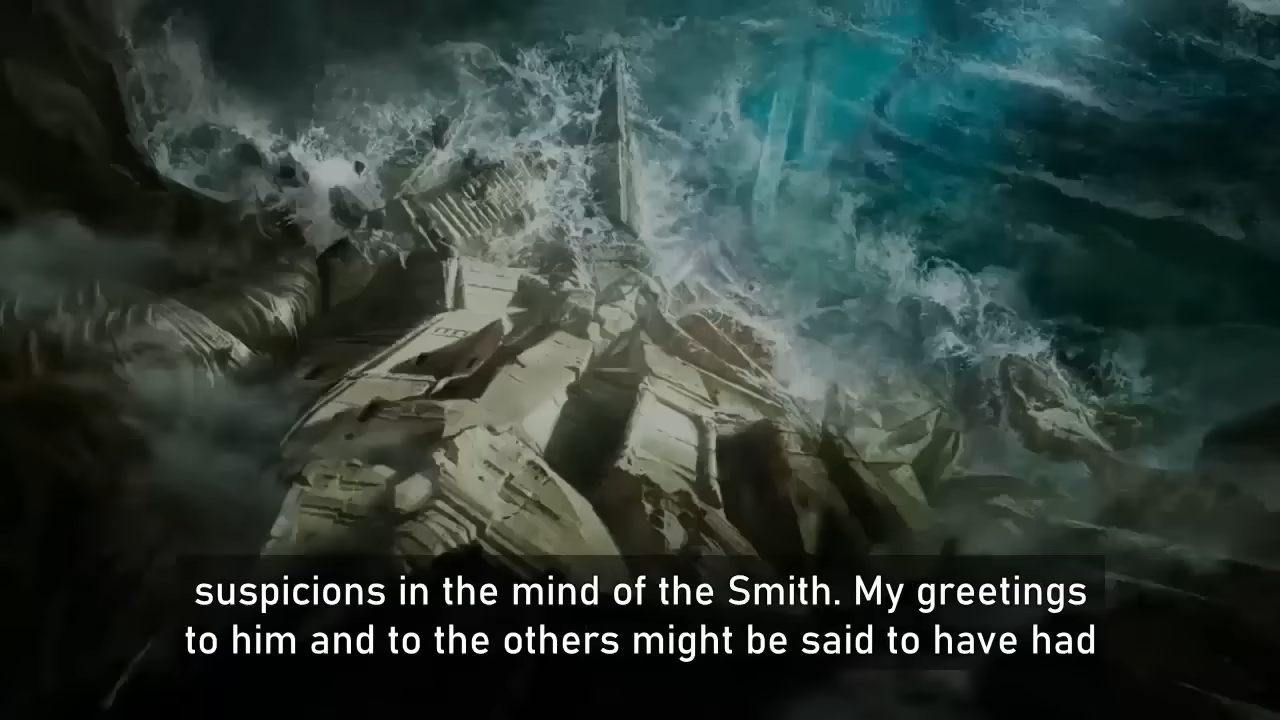 suspicions in the mind of the Smith. My greetings
to him and to the others might be said to have had